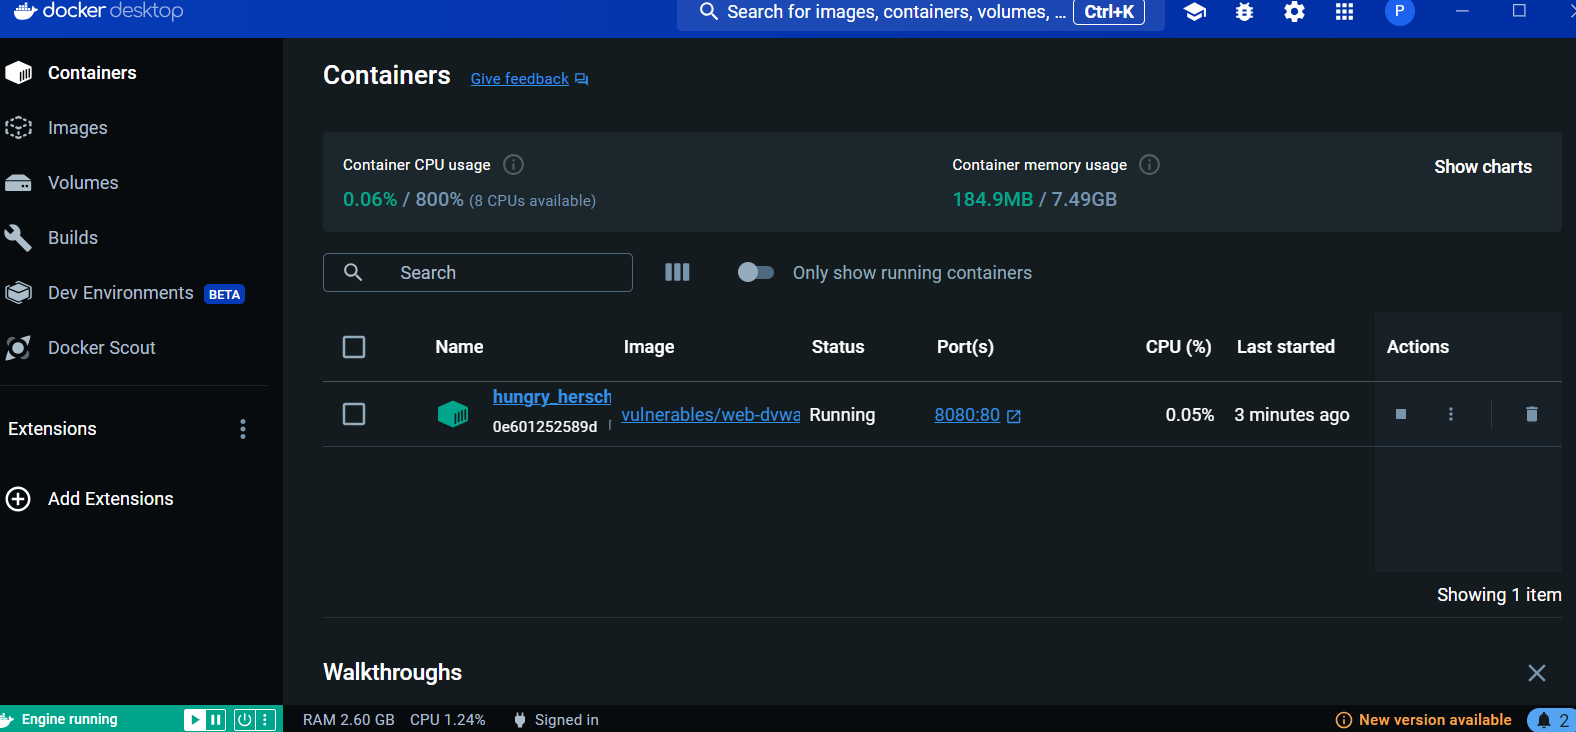 docker desktop
Search for images, containers, volumes, ... Ctrl+K
P
Containers
Images
Volumes
Builds
Dev Environments BETA
Docker Scout
Extensions
Add Extensions
Containers Give feedback
Container CPU usage
0.06% / 800% (8 CPUs available)
Container memory usage
184.9MB / 7.49GB
Show charts
Search
Only show running containers
Name Image Status Port(s) CPU (%) Last started Actions
hungry_hersch
0e601252589d
vulnerables/web-dvwa Running 8080:80 0.05% 3 minutes ago
Showing 1 item
Walkthroughs
Engine running
RAM 2.60 GB CPU 1.24% Signed in
New version available 2